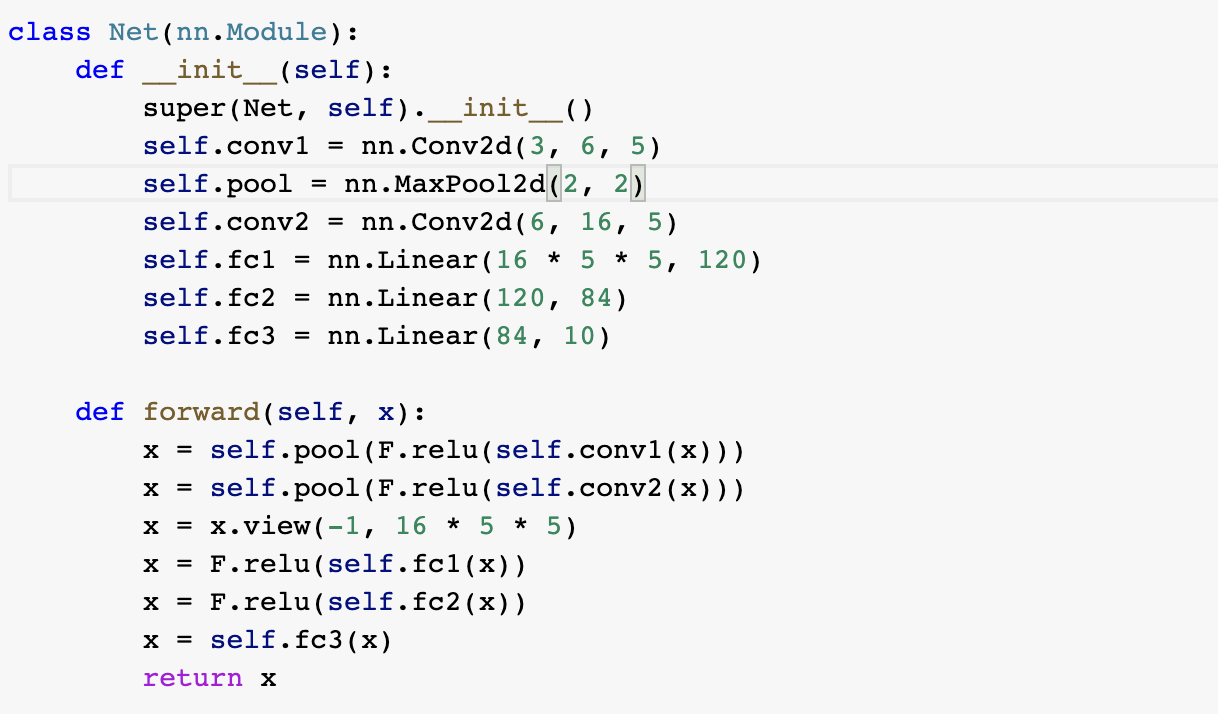 class Net(nn.Module):
    def __init__(self):
        super(Net, self).__init__()
        self.conv1 = nn.Conv2d(3, 6, 5)
        self.pool = nn.MaxPool2d(2, 2)
        self.conv2 = nn.Conv2d(6, 16, 5)
        self.fc1 = nn.Linear(16 * 5 * 5, 120)
        self.fc2 = nn.Linear(120, 84)
        self.fc3 = nn.Linear(84, 10)

    def forward(self, x):
        x = self.pool(F.relu(self.conv1(x)))
        x = self.pool(F.relu(self.conv2(x)))
        x = x.view(-1, 16 * 5 * 5)
        x = F.relu(self.fc1(x))
        x = F.relu(self.fc2(x))
        x = self.fc3(x)
        return x